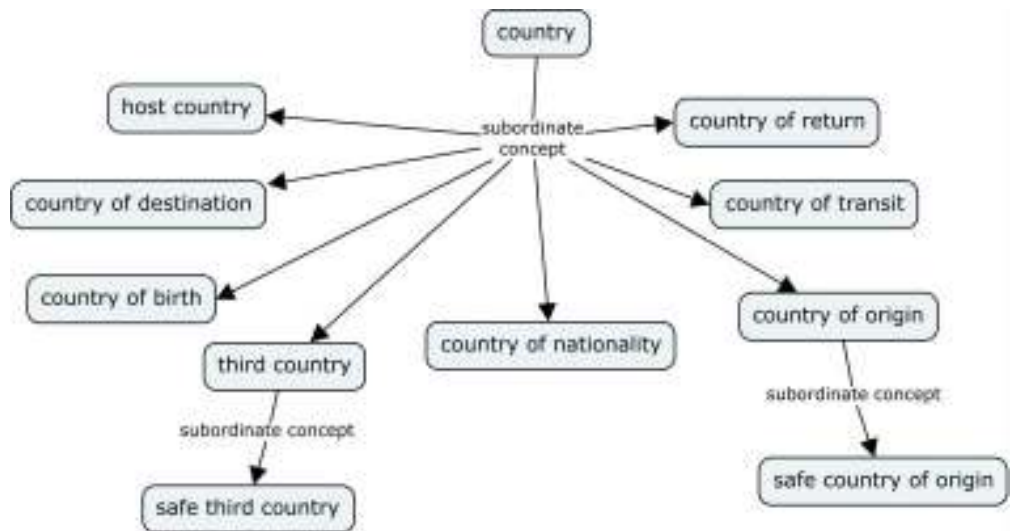 country
host country
country of return
subordinate
concept
country of destination
country of transit
country of birth
country of origin
country of nationality
third country
subordinate concept
subordinate concept
safe country of origin
safe third country